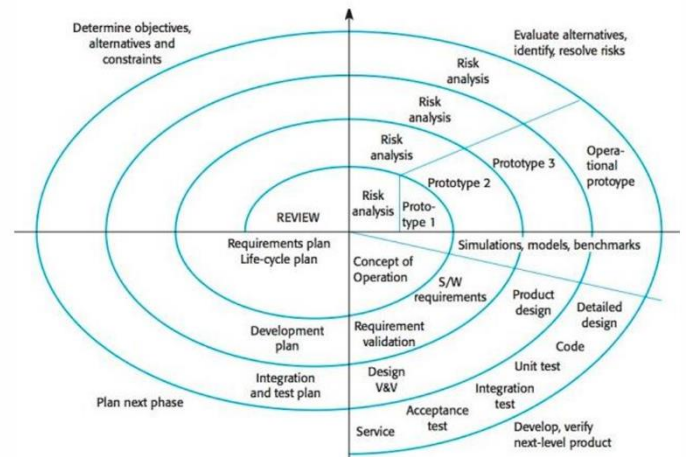 Determine objectives,
alternatives and
constraints
Evaluate alternatives,
identify, resolve risks
Risk
analysis
Risk
analysis
Risk
analysis
Risk
analysis
Proto-
type 1
Prototype 2
Prototype 3
Opera-
tional
protoype
REVIEW
Requirements plan
Life-cycle plan
Simulations, models, benchmarks
Concept of
Operation
S/W
requirements
Product
design
Detailed
design
Development
plan
Requirement
validation
Code
Unit test
Integration
and test plan
Design
V&V
Integration
test
Plan next phase
Acceptance
test
Service
Develop, verify
next-level product